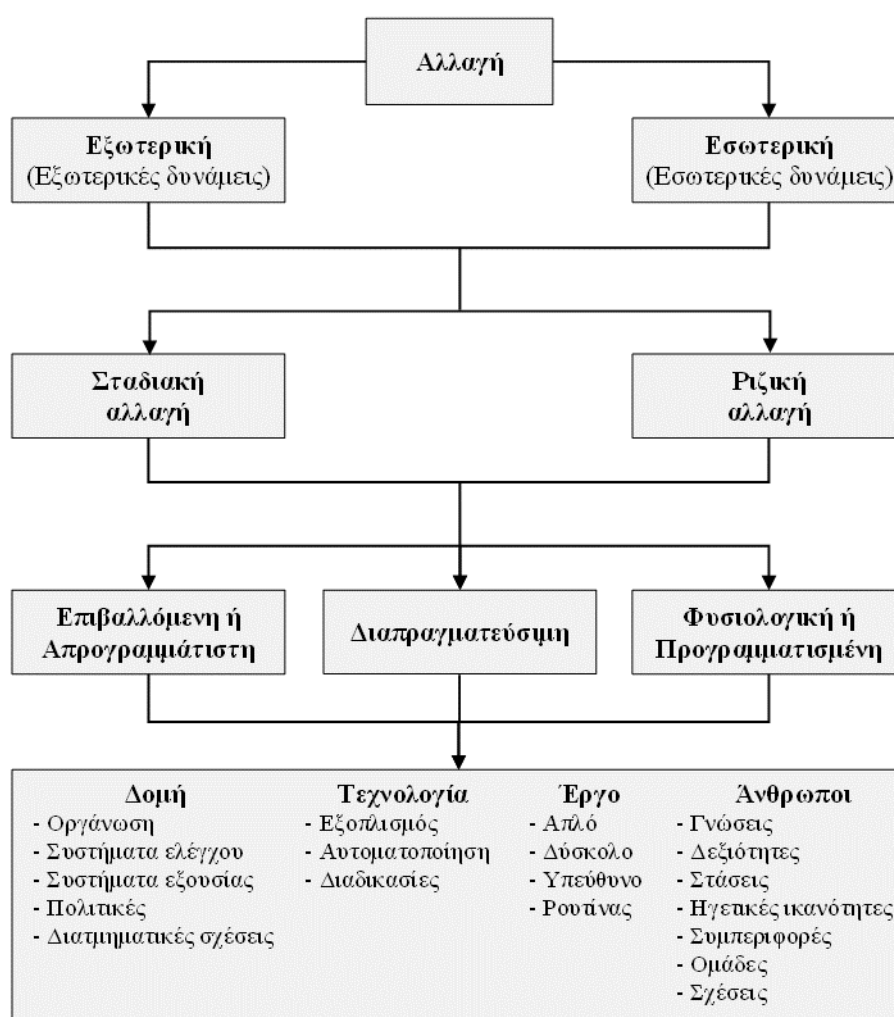 Αλλαγή
Εξωτερική
(Εξωτερικές δυνάμεις)
Εσωτερική
(Εσωτερικές δυνάμεις)
Σταδιακή
αλλαγή
Ριζική
αλλαγή
Επιβαλλόμενη ή
Απρογραμμάτιστη
Διαπραγματεύσιμη
Φυσιολογική ή
Προγραμματισμένη
Δομή
- Οργάνωση
- Συστήματα ελέγχου
- Συστήματα εξουσίας
- Πολιτικές
- Διατμηματικές σχέσεις
Τεχνολογία
- Εξοπλισμός
- Αυτοματοποίηση
- Διαδικασίες
Έργο
- Απλό
- Δύσκολο
- Υπεύθυνο
- Ρουτίνας
Άνθρωποι
- Γνώσεις
- Δεξιότητες
- Στάσεις
- Ηγετικές ικανότητες
- Συμπεριφορές
- Ομάδες
- Σχέσεις